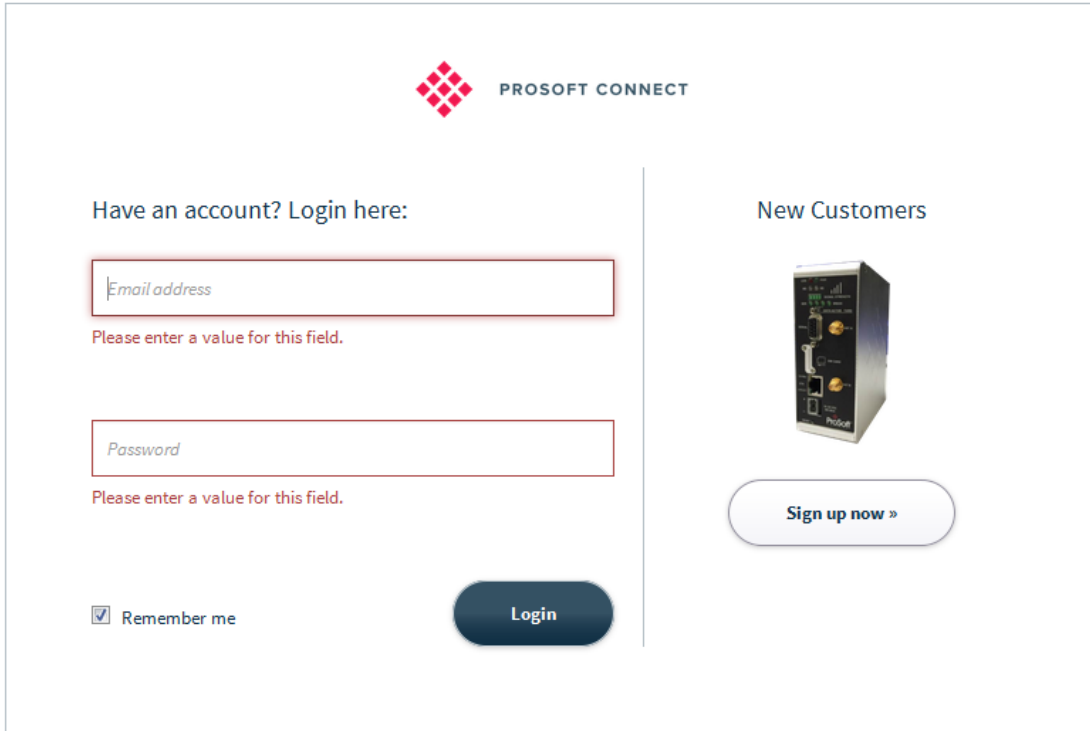 PROSOFT CONNECT
Have an account? Login here:
Email address
Please enter a value for this field.
Password
Please enter a value for this field.
Remember me
Login
New Customers
ProSoft
Sign up now »